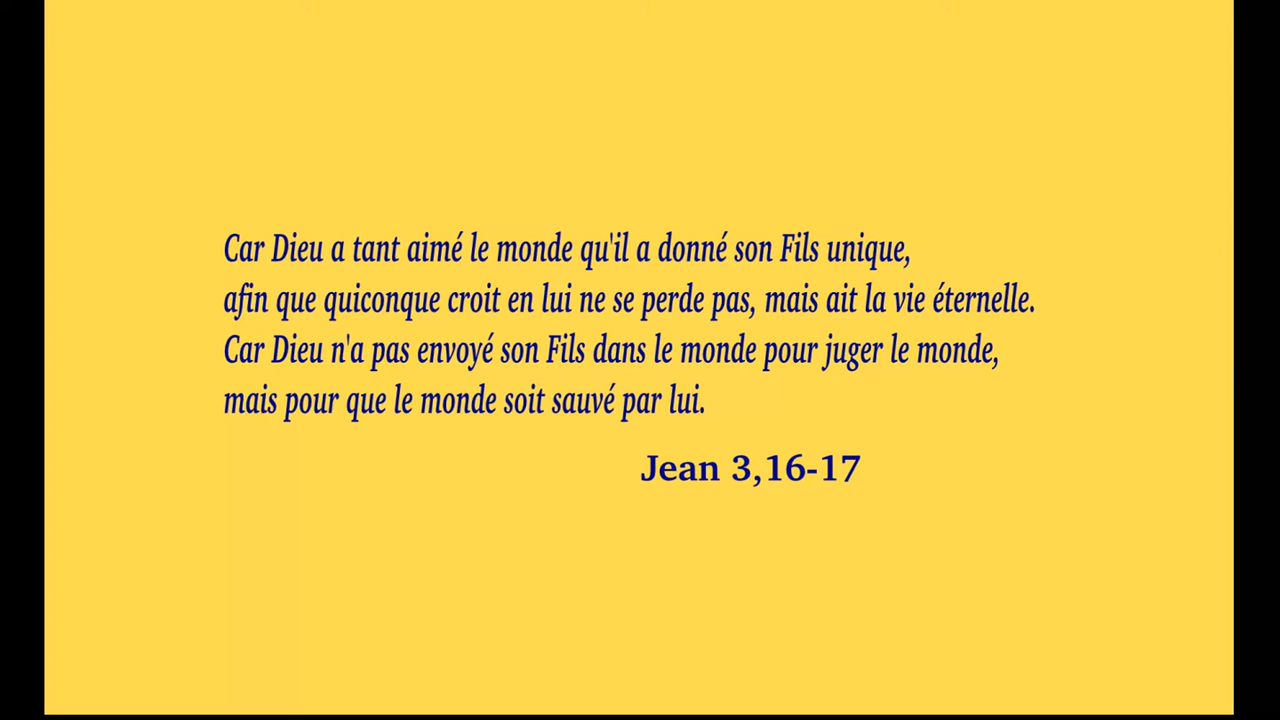 Car Dieu a tant aimé le monde qu'il a donné son Fils unique,
afin que quiconque croit en lui ne se perde pas, mais ait la vie éternelle.
Car Dieu n'a pas envoyé son Fils dans le monde pour juger le monde,
mais pour que le monde soit sauvé par lui.
Jean 3,16-17